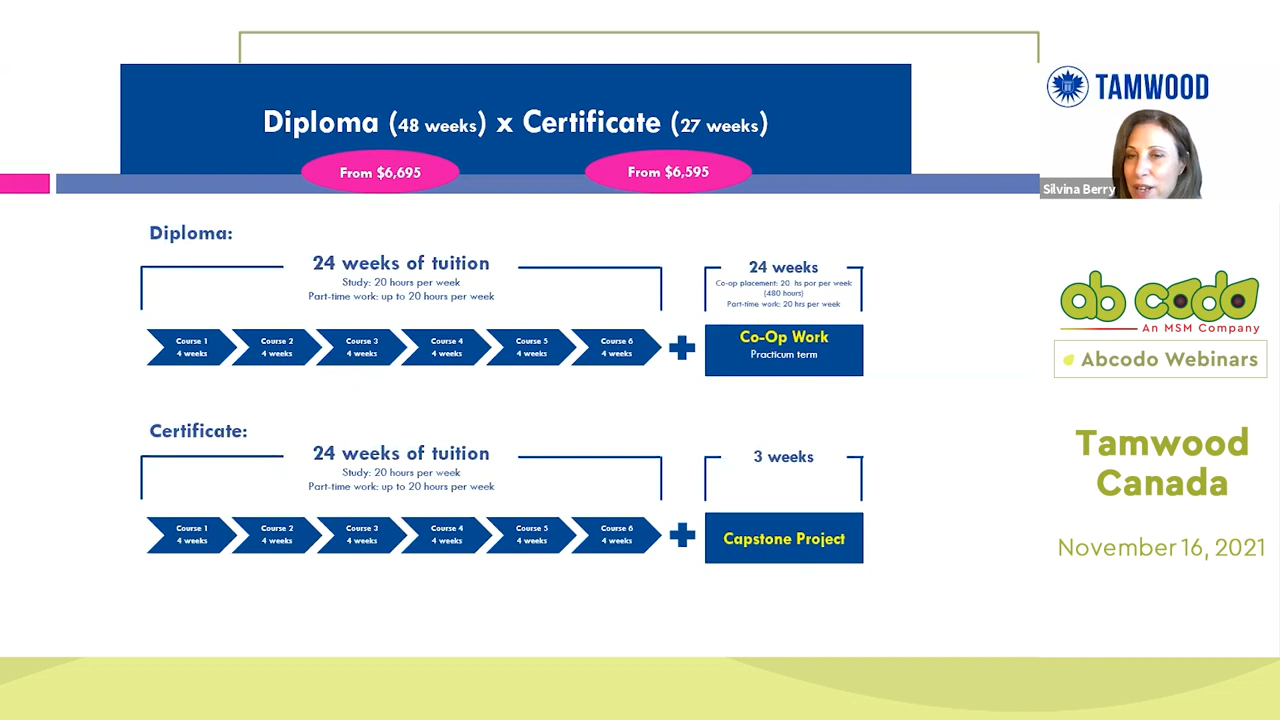 Diploma (48 weeks) x Certificate (27 weeks)
From $6,695
From $6,595
TAMWOOD
Silvina Berry
Diploma:
24 weeks of tuition
Study: 20 hours per week
Part-time work: up to 20 hours per week
24 weeks
Co-op placement: 20 hs por per week
(480 hours)
Part-time work: 20 hrs per week
Course 1
4 weeks
Course 2
4 weeks
Course 3
4 weeks
Course 4
4 weeks
Course 5
4 weeks
Course 6
4 weeks
Co-Op Work
Practicum term
Certificate:
24 weeks of tuition
Study: 20 hours per week
Part-time work: up to 20 hours per week
3 weeks
Course 1
4 weeks
Course 2
4 weeks
Course 3
4 weeks
Course 4
4 weeks
Course 5
4 weeks
Course 6
4 weeks
Capstone Project
abcodo
An MSM Company
Abcodo Webinars
Tamwood
Canada
November 16, 2021